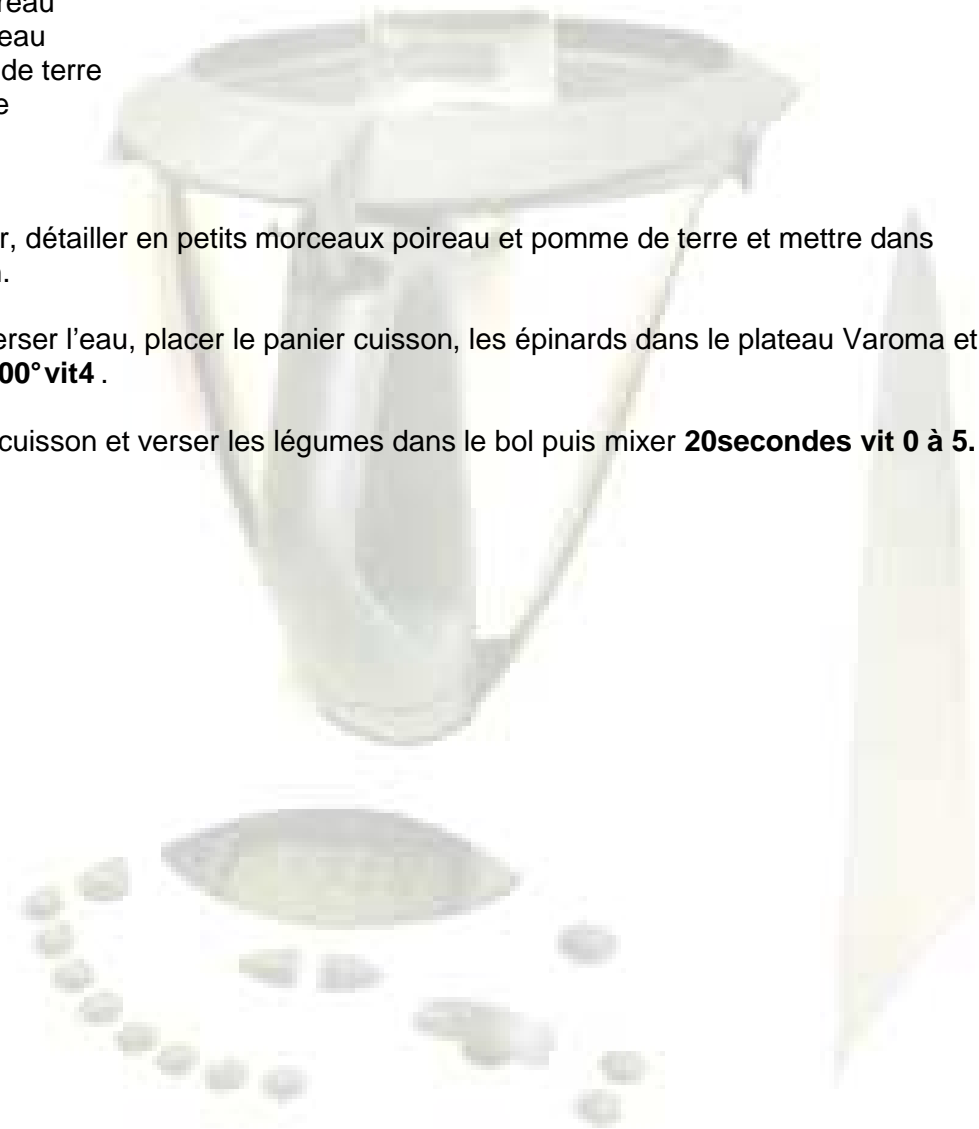 reau
eau
de terre
e
r, détailler en petits morceaux poireau et pomme de terre et mettre dans
n.
erser l’eau, placer le panier cuisson, les épinards dans le plateau Varoma et
00° vit4 .
cuisson et verser les légumes dans le bol puis mixer 20secondes vit 0 à 5.